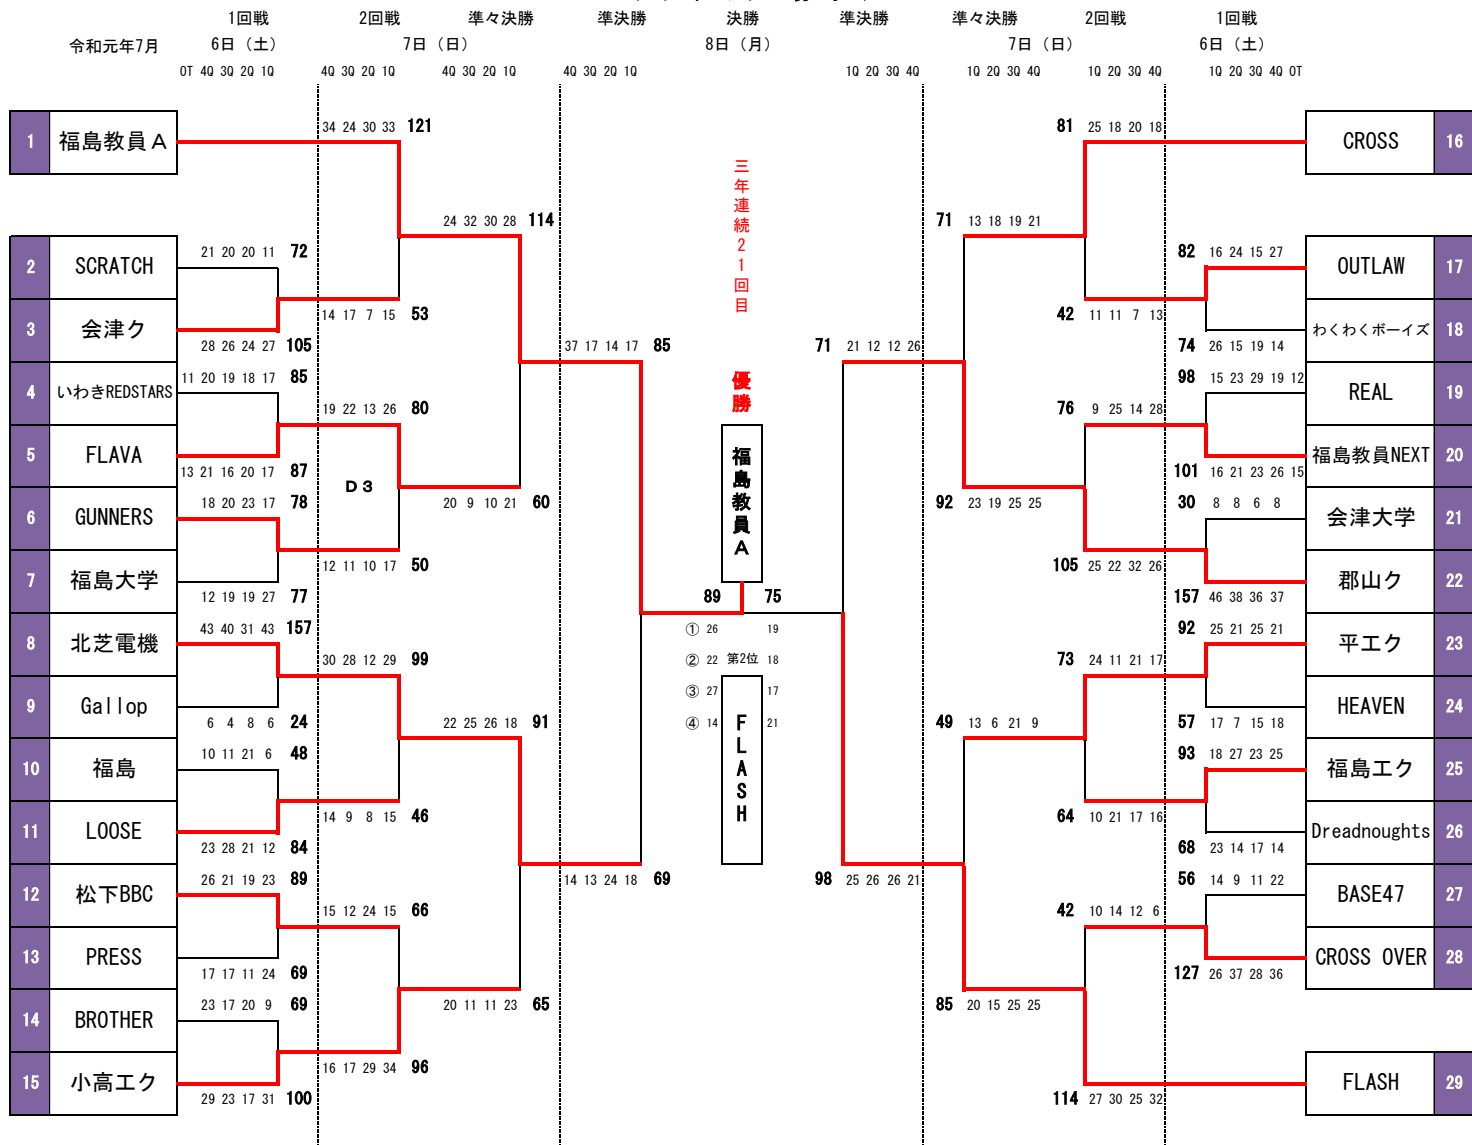 1回戦 2回戦 準々決勝 準決勝 決勝 準決勝 準々決勝 2回戦 1回戦
令和元年7月 6日（土） 7日（日） 8日（月） 7日（日） 6日（土）
OT 4Q 3Q 2Q 1Q 4Q 3Q 2Q 1Q 4Q 3Q 2Q 1Q 4Q 3Q 2Q 1Q 1Q 2Q 3Q 4Q 1Q 2Q 3Q 4Q 1Q 2Q 3Q 4Q 1Q 2Q 3Q 4Q OT
34 24 30 33 121 81 25 18 20 18
1 福島教員A CROSS 16
三年連続21回目
24 32 30 28 114 71 13 18 19 21
21 20 20 11 72 82 16 24 15 27
2 SCRATCH OUTLAW 17
14 17 7 15 53 42 11 11 7 13
3 会津ク わくわくボーイズ 18
28 26 24 27 105 37 17 14 17 85 71 21 12 12 26 74 26 15 19 14
11 20 19 18 17 85 優勝 98 15 23 29 19 12
4 いわきREDSTARS REAL 19
19 22 13 26 80 76 9 25 14 28
5 FLAVA 福島教員A 福島教員NEXT 20
13 21 16 20 17 87 101 16 21 23 26 15
D3
18 20 23 17 78 20 9 10 21 60 92 23 19 25 25 30 8 8 6 8
6 GUNNERS 会津大学 21
12 11 10 17 50 105 25 22 32 26
7 福島大学 郡山ク 22
12 19 19 27 77 89 75 157 46 38 36 37
43 40 31 43 157 ① 26 19 92 25 21 25 21
8 北芝電機 平エク 23
30 28 12 29 99 ② 22 第2位 18 73 24 11 21 17
③ 27 17
9 Gallop HEAVEN 24
6 4 8 6 24 22 25 26 18 91 ④ 14 21 49 13 6 21 9 57 17 7 15 18
FLASH
10 11 21 6 48 93 18 27 23 25
10 福島 福島エク 25
14 9 8 15 46 64 10 21 17 16
11 LOOSE Dreadnoughts 26
23 28 21 12 84 68 23 14 17 14
26 21 19 23 89 14 13 24 18 69 98 25 26 26 21 56 14 9 11 22
12 松下BBC BASE47 27
15 12 24 15 66 42 10 14 12 6
13 PRESS CROSS OVER 28
17 17 11 24 69 127 26 37 28 36
23 17 20 9 69 20 11 11 23 65 85 20 15 25 25
14 BROTHER
16 17 29 34 96
15 小高エク FLASH 29
29 23 17 31 100 114 27 30 25 32